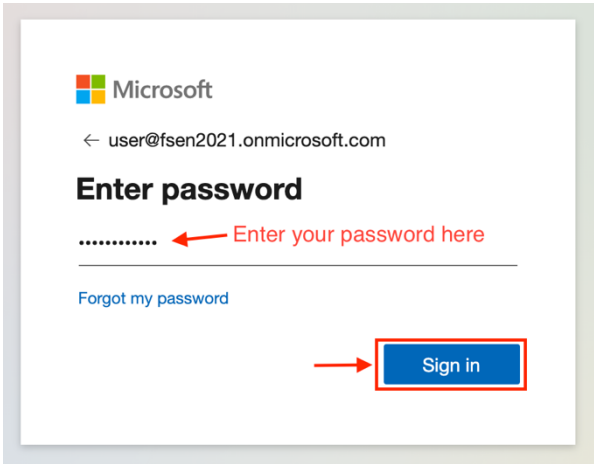 Microsoft
← user@fsen2021.onmicrosoft.com
Enter password
•••••••••••• Enter your password here
Forgot my password
Sign in